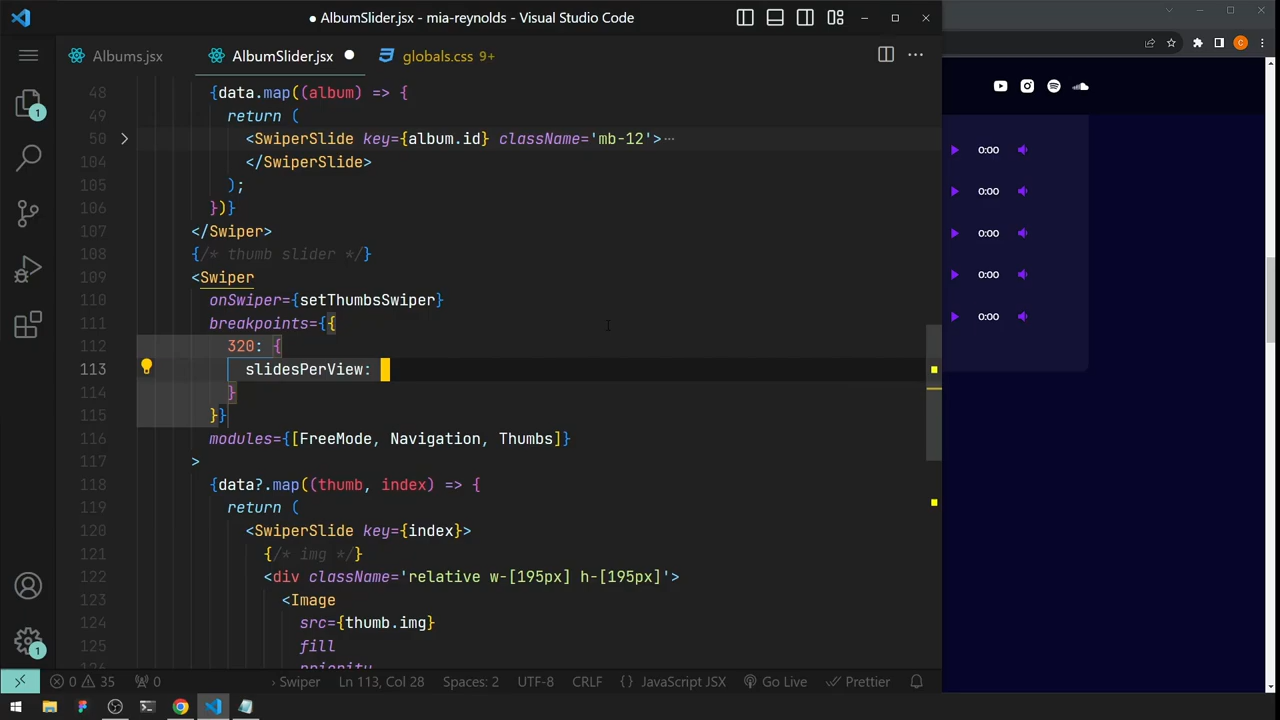 ● AlbumSlider.jsx - mia-reynolds - Visual Studio Code
Albums.jsx
AlbumSlider.jsx ●
globals.css 9+
48 {data.map((album) => {
49 return (
50 <SwiperSlide key={album.id} className='mb-12'>…
104 </SwiperSlide>
105 );
106 })}
107 </Swiper>
108 {/* thumb slider */}
109 <Swiper
110 onSwiper={setThumbsSwiper}
111 breakpoints={{
112 320: {
113 slidesPerView:
114 }
115 }}
116 modules={[FreeMode, Navigation, Thumbs]}
117 >
118 {data?.map((thumb, index) => {
119 return (
120 <SwiperSlide key={index}>
121 {/* img */}
122 <div className='relative w-[195px] h-[195px]'>
123 <Image
124 src={thumb.img}
125 fill
126 priority
0:00
0:00
0:00
0:00
0:00
1
1
C
0 35 0 › Swiper Ln 113, Col 28 Spaces: 2 UTF-8 CRLF {} JavaScript JSX Go Live Prettier